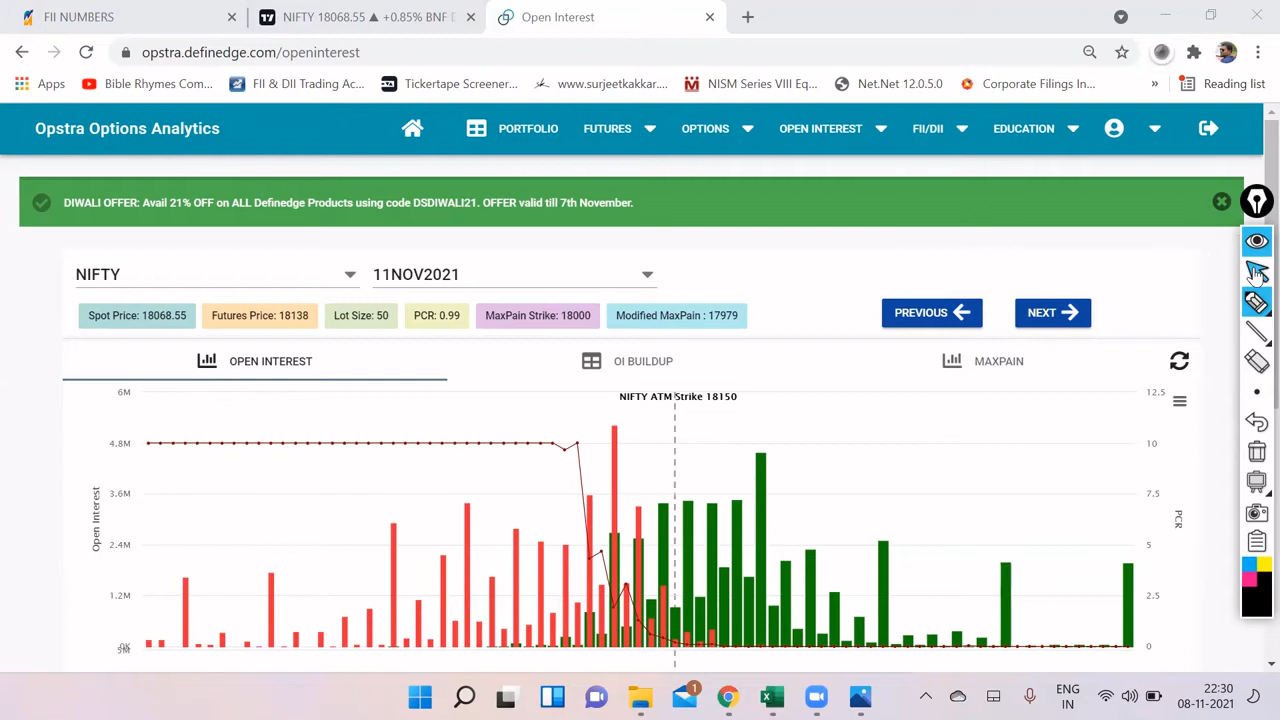 FII NUMBERS
NIFTY 18068.55 ▲ +0.85% BNF
Open Interest
opstra.definedge.com/openinterest
Apps
Bible Rhymes Com...
FII & DII Trading Ac...
Tickertape Screener...
www.surjeetkakkar....
NISM Series VIII Eq...
Net.Net 12.0.5.0
Corporate Filings In...
»
Reading list
Opstra Options Analytics
PORTFOLIO
FUTURES
OPTIONS
OPEN INTEREST
FII/DII
EDUCATION
DIWALI OFFER: Avail 21% OFF on ALL Definedge Products using code DSDIWALI21. OFFER valid till 7th November.
NIFTY
11NOV2021
Spot Price: 18068.55
Futures Price: 18138
Lot Size: 50
PCR: 0.99
MaxPain Strike: 18000
Modified MaxPain : 17979
PREVIOUS
NEXT
OPEN INTEREST
OI BUILDUP
MAXPAIN
NIFTY ATM Strike 18150
6M
4.8M
3.6M
2.4M
1.2M
Open Interest
12.5
10
7.5
5
2.5
0
PCR
1
ENG
IN
22:30
08-11-2021